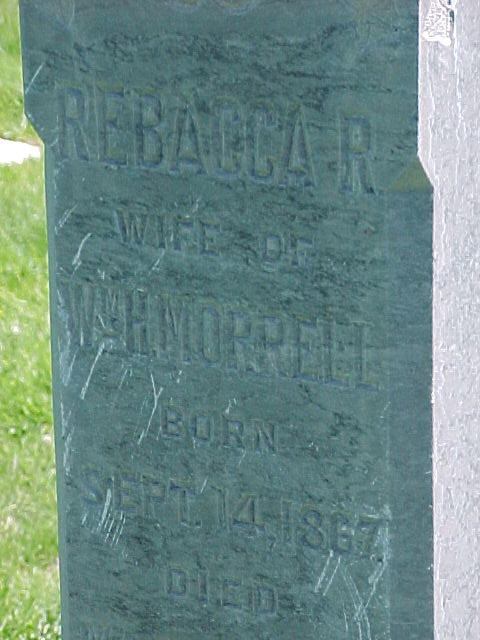 REBACCA R
WIFE OF
WM H. MORRELL
BORN
SEPT. 14, 1867
DIED